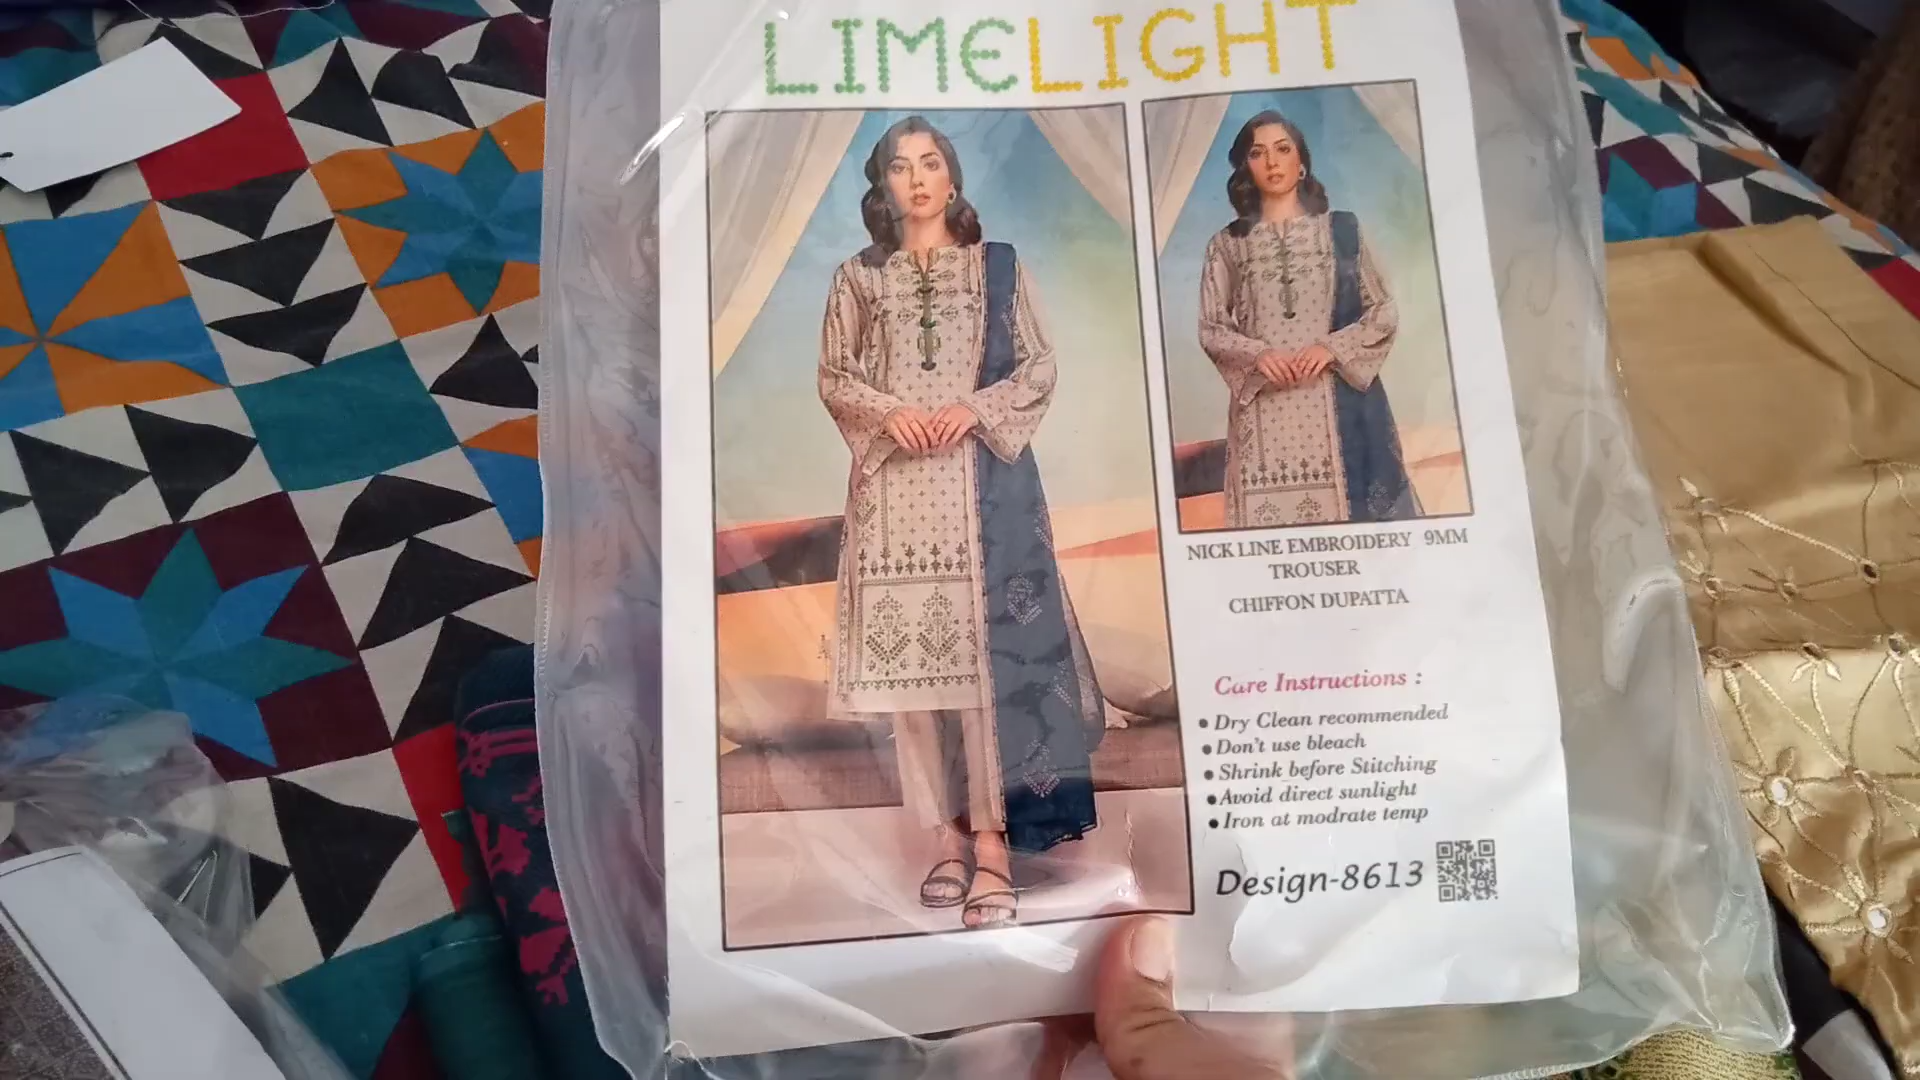 LIMELIGHT
NICK LINE EMBROIDERY 9MM
TROUSER
CHIFFON DUPATTA
Care Instructions :
• Dry Clean recommended
• Don't use bleach
• Shrink before Stitching
• Avoid direct sunlight
• Iron at modrate temp
Design-8613